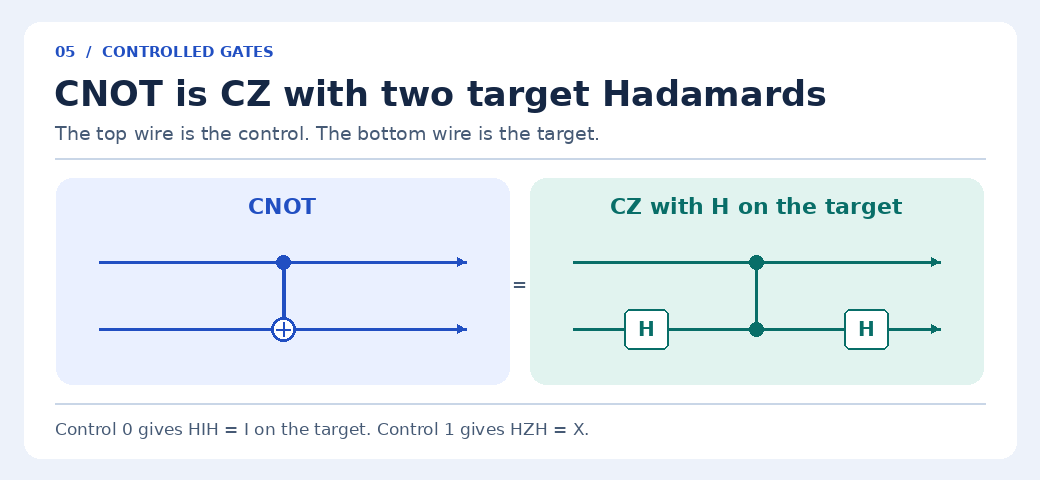 05 / CONTROLLED GATES
CNOT is CZ with two target Hadamards
The top wire is the control. The bottom wire is the target.
CNOT
CZ with H on the target
=
H
H
Control 0 gives HIH = I on the target. Control 1 gives HZH = X.